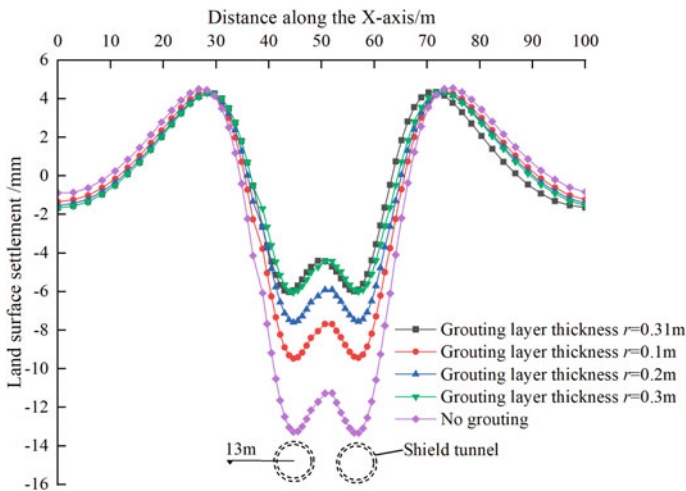 Distance along the X-axis/m
0 10 20 30 40 50 60 70 80 90 100
6
4
2
0
-2
-4
-6
-8
-10
-12
-14
-16
Land surface settlement /mm
Grouting layer thickness r=0.31m
Grouting layer thickness r=0.1m
Grouting layer thickness r=0.2m
Grouting layer thickness r=0.3m
No grouting
13m
Shield tunnel